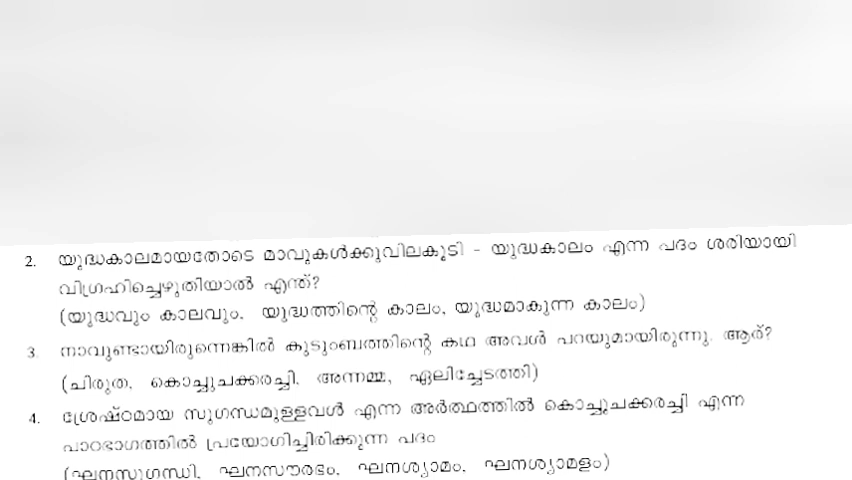 2. യുദ്ധകാലമായതോടെ മാവുകൾക്കുവിലകൂടി - യുദ്ധകാലം എന്ന പദം ശരിയായി
വിഗ്രഹിച്ചെഴുതിയാൽ എന്ത്?
(യുദ്ധവും കാലവും, യുദ്ധത്തിന്റെ കാലം, യുദ്ധമാകുന്ന കാലം)
3. നാവുണ്ടായിരുന്നെങ്കിൽ കുടുംബത്തിന്റെ കഥ അവൾ പറയുമായിരുന്നു. ആര്?
(ചിരുത, കൊച്ചുചക്കരച്ചി, അന്നമ്മ, ഏലിച്ചേടത്തി)
4. ശ്രേഷ്ഠമായ സുഗന്ധമുള്ളവൾ എന്ന അർത്ഥത്തിൽ കൊച്ചുചക്കരച്ചി എന്ന
പാഠഭാഗത്തിൽ പ്രയോഗിച്ചിരിക്കുന്ന പദം
(ഘനസുഗന്ധി, ഘനസൗരഭം, ഘനശ്യാമം, ഘനശ്യാമളം)